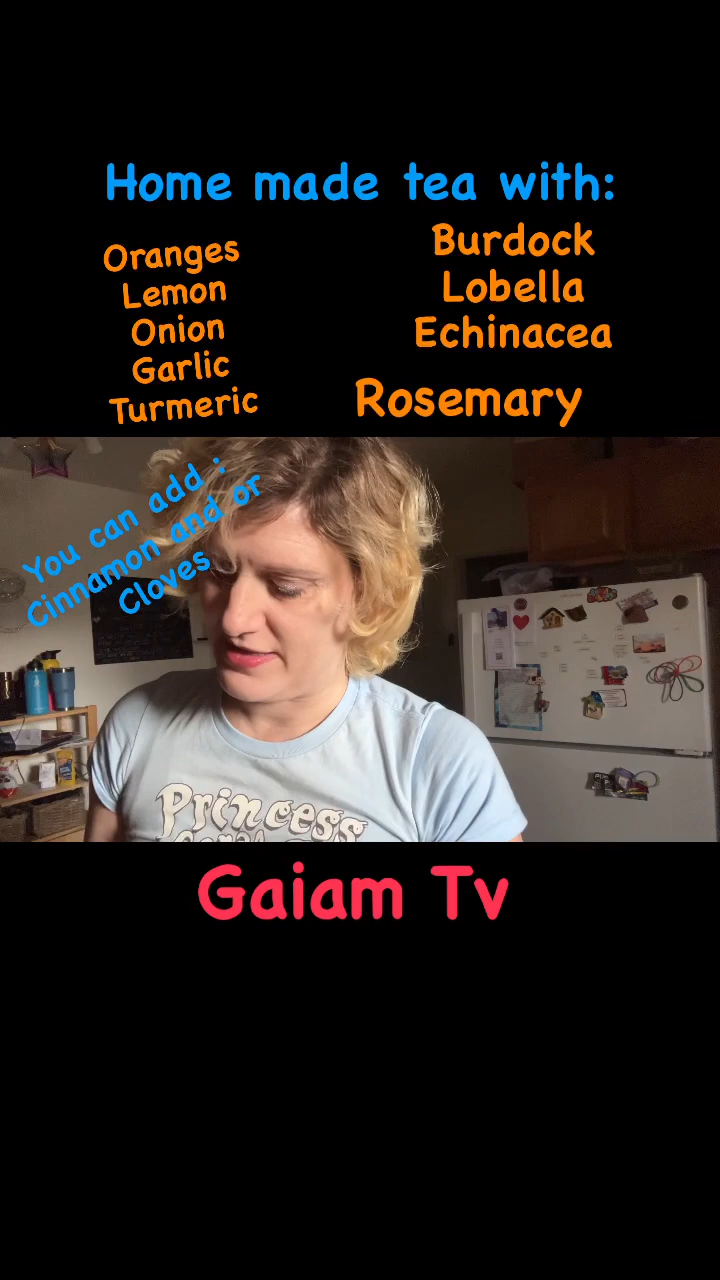 Home made tea with:
Oranges
Lemon
Onion
Garlic
Turmeric
Burdock
Lobella
Echinacea
Rosemary
You can add :
Cinnamon and or
Cloves
Princess
Gaiam Tv